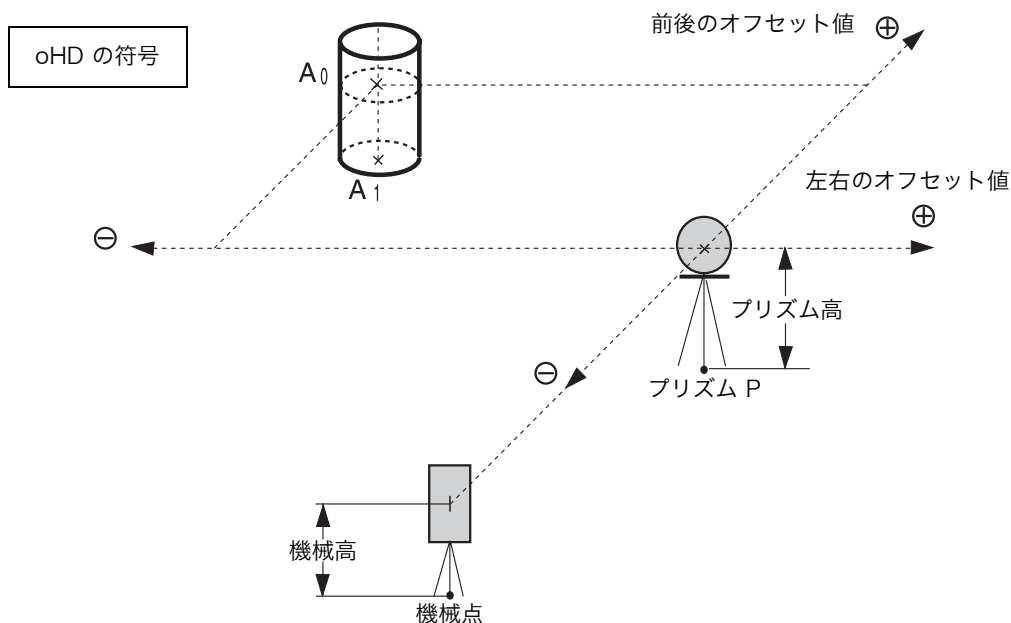 oHD の符号
前後のオフセット値 ⊕
A0
A1
左右のオフセット値
⊕
⊖
プリズム高
⊖
プリズム P
機械高
機械点